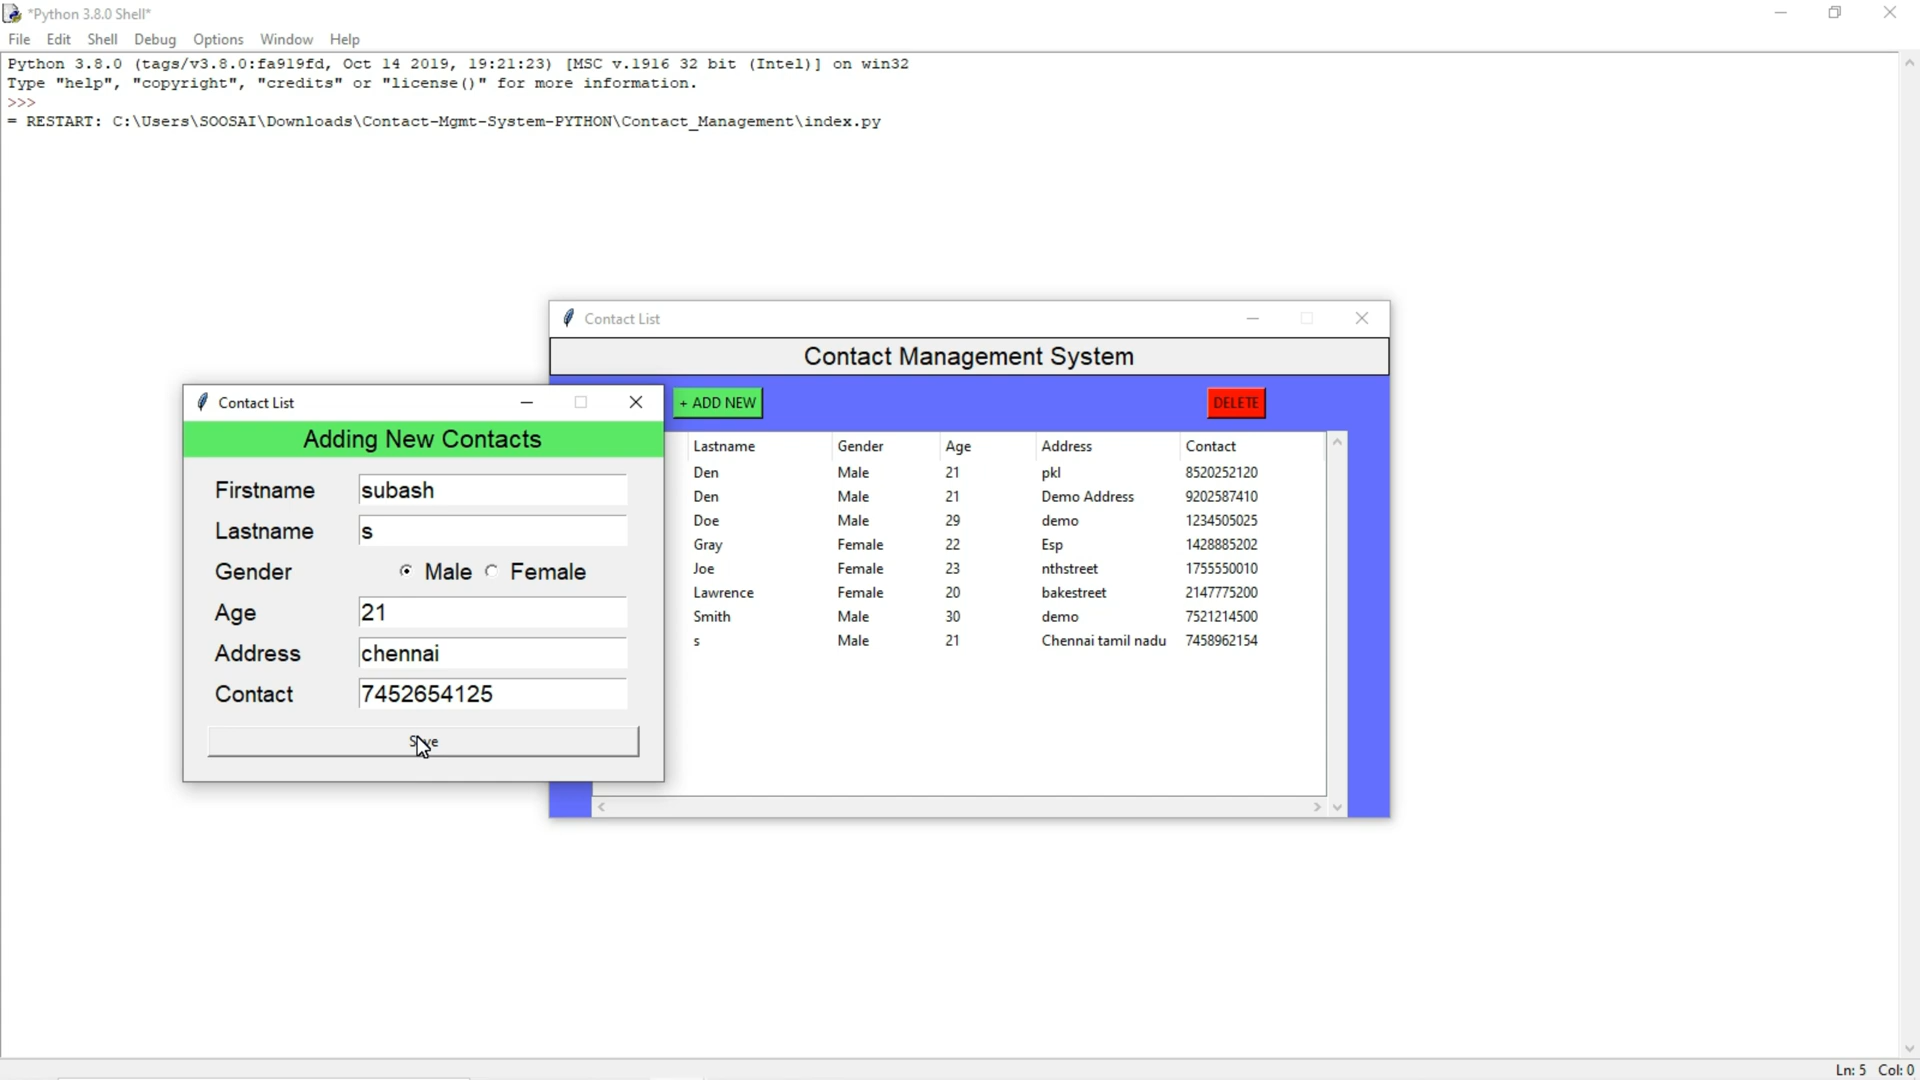 *Python 3.8.0 Shell*
File Edit Shell Debug Options Window Help
Python 3.8.0 (tags/v3.8.0:fa919fd, Oct 14 2019, 19:21:23) [MSC v.1916 32 bit (Intel)] on win32
Type "help", "copyright", "credits" or "license()" for more information.
>>>
= RESTART: C:\Users\SOOSAI\Downloads\Contact-Mgmt-System-PYTHON\Contact_Management\index.py
Contact List
Contact Management System
+ ADD NEW DELETE
Lastname Gender Age Address Contact
Den Male 21 pkl 8520252120
Den Male 21 Demo Address 9202587410
Doe Male 29 demo 1234505025
Gray Female 22 Esp 1428885202
Joe Female 23 nthstreet 1755550010
Lawrence Female 20 bakestreet 2147775200
Smith Male 30 demo 7521214500
s Male 21 Chennai tamil nadu 7458962154
Contact List
Adding New Contacts
Firstname subash
Lastname s
Gender Male Female
Age 21
Address chennai
Contact 7452654125
Save
Ln: 5 Col: 0